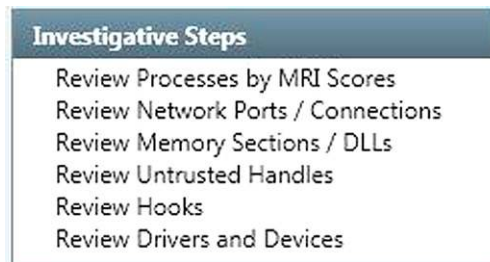 Investigative Steps
Review Processes by MRI Scores
Review Network Ports / Connections
Review Memory Sections / DLLs
Review Untrusted Handles
Review Hooks
Review Drivers and Devices